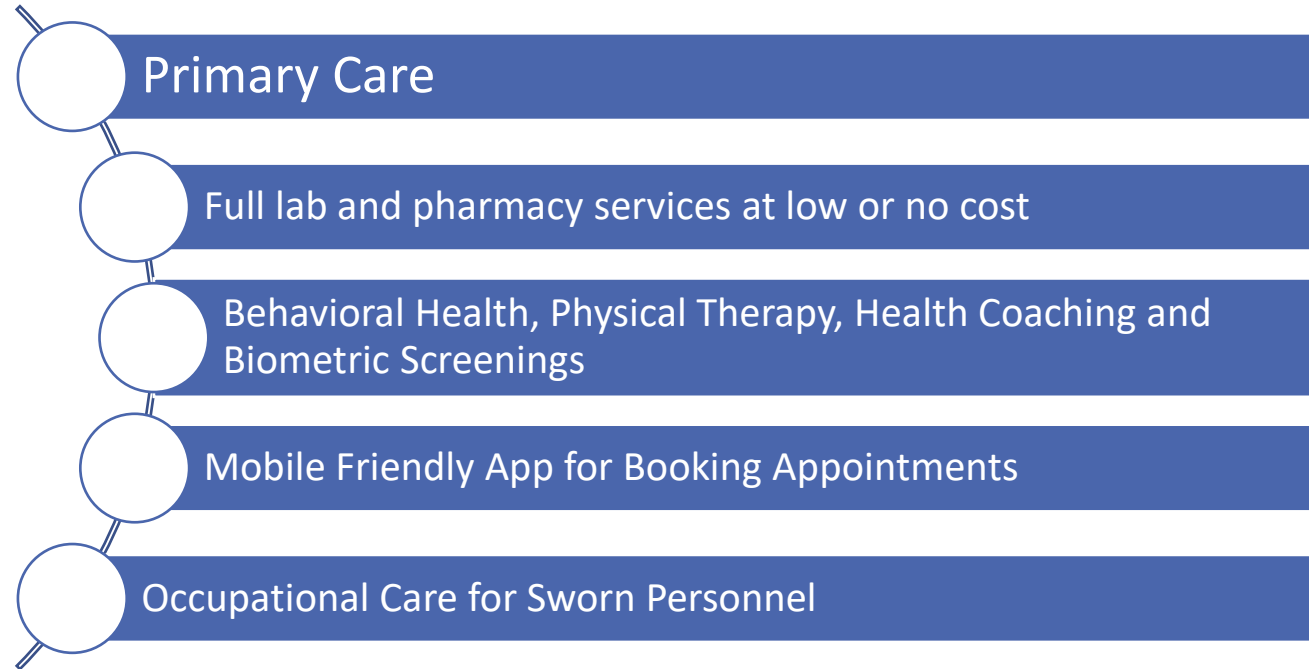 Primary Care
Full lab and pharmacy services at low or no cost
Behavioral Health, Physical Therapy, Health Coaching and
Biometric Screenings
Mobile Friendly App for Booking Appointments
Occupational Care for Sworn Personnel